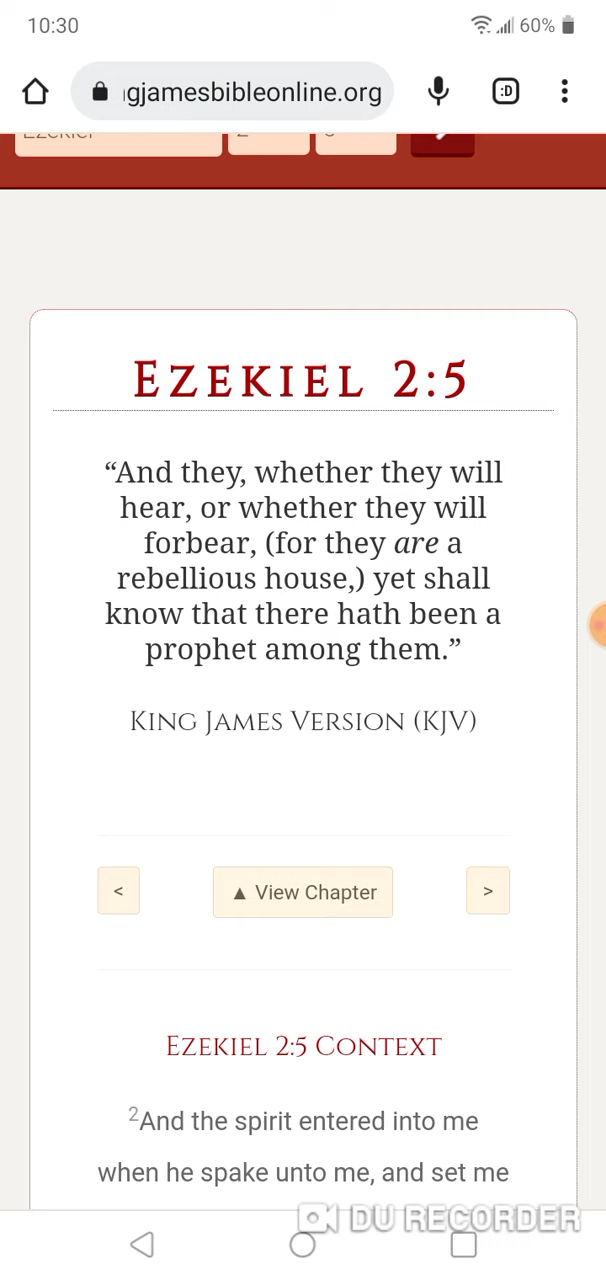 10:30 60%
gjamesbibleonline.org :D
Ezekiel 2
EZEKIEL 2:5
“And they, whether they will
hear, or whether they will
forbear, (for they are a
rebellious house,) yet shall
know that there hath been a
prophet among them.”
KING JAMES VERSION (KJV)
< ▲ View Chapter >
EZEKIEL 2:5 CONTEXT
2And the spirit entered into me
when he spake unto me, and set me
DU RECORDER